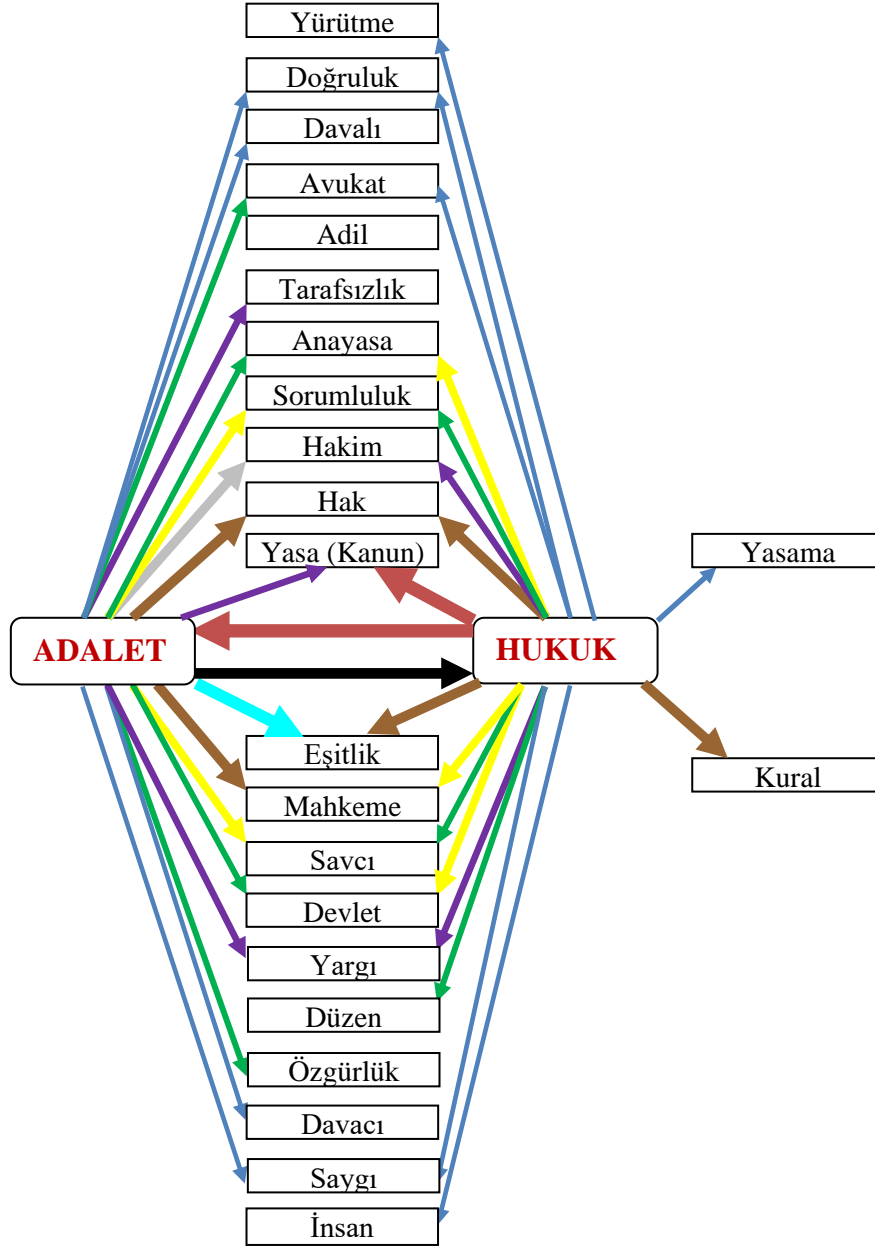 Yürütme
Doğruluk
Davalı
Avukat
Adil
Tarafsızlık
Anayasa
Sorumluluk
Hakim
Hak
Yasa (Kanun)
Yasama
ADALET
HUKUK
Eşitlik
Kural
Mahkeme
Savcı
Devlet
Yargı
Düzen
Özgürlük
Davacı
Saygı
İnsan